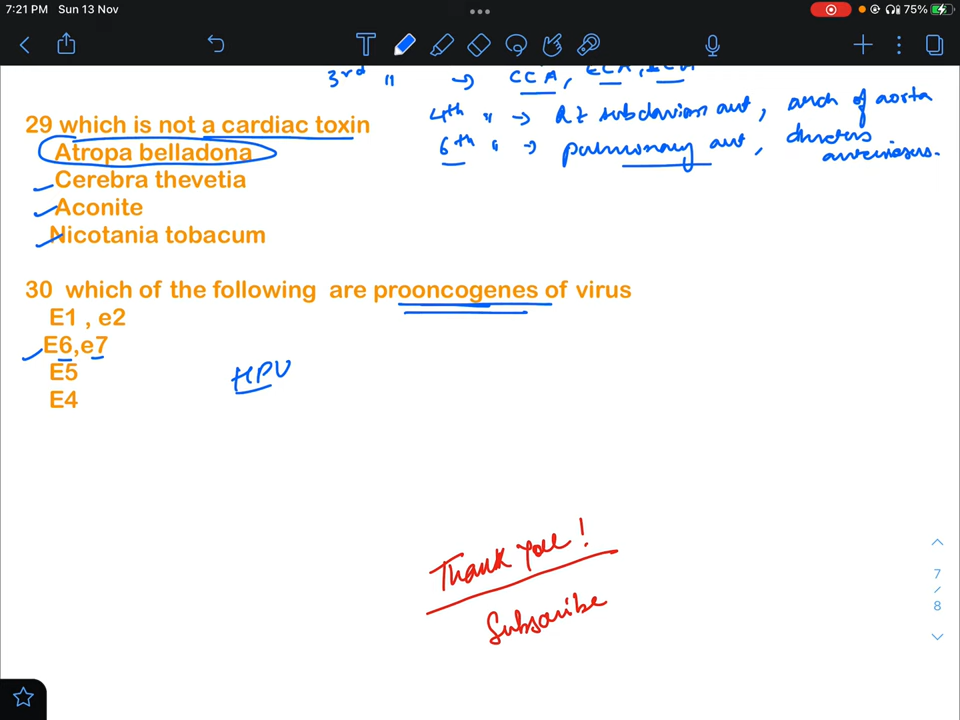 7:21 PM Sun 13 Nov
75%
3rd " → CCA, ECA,
4th " → Rt subclavian art, arch of aorta
6th " → pulmonary art, ductus arteriosus.
29 which is not a cardiac toxin
Atropa belladona
Cerebra thevetia
Aconite
Nicotania tobacum
30 which of the following are prooncogenes of virus
E1 , e2
E6,e7
E5
E4
HPV
Thank you!
Subscribe
7
/
8